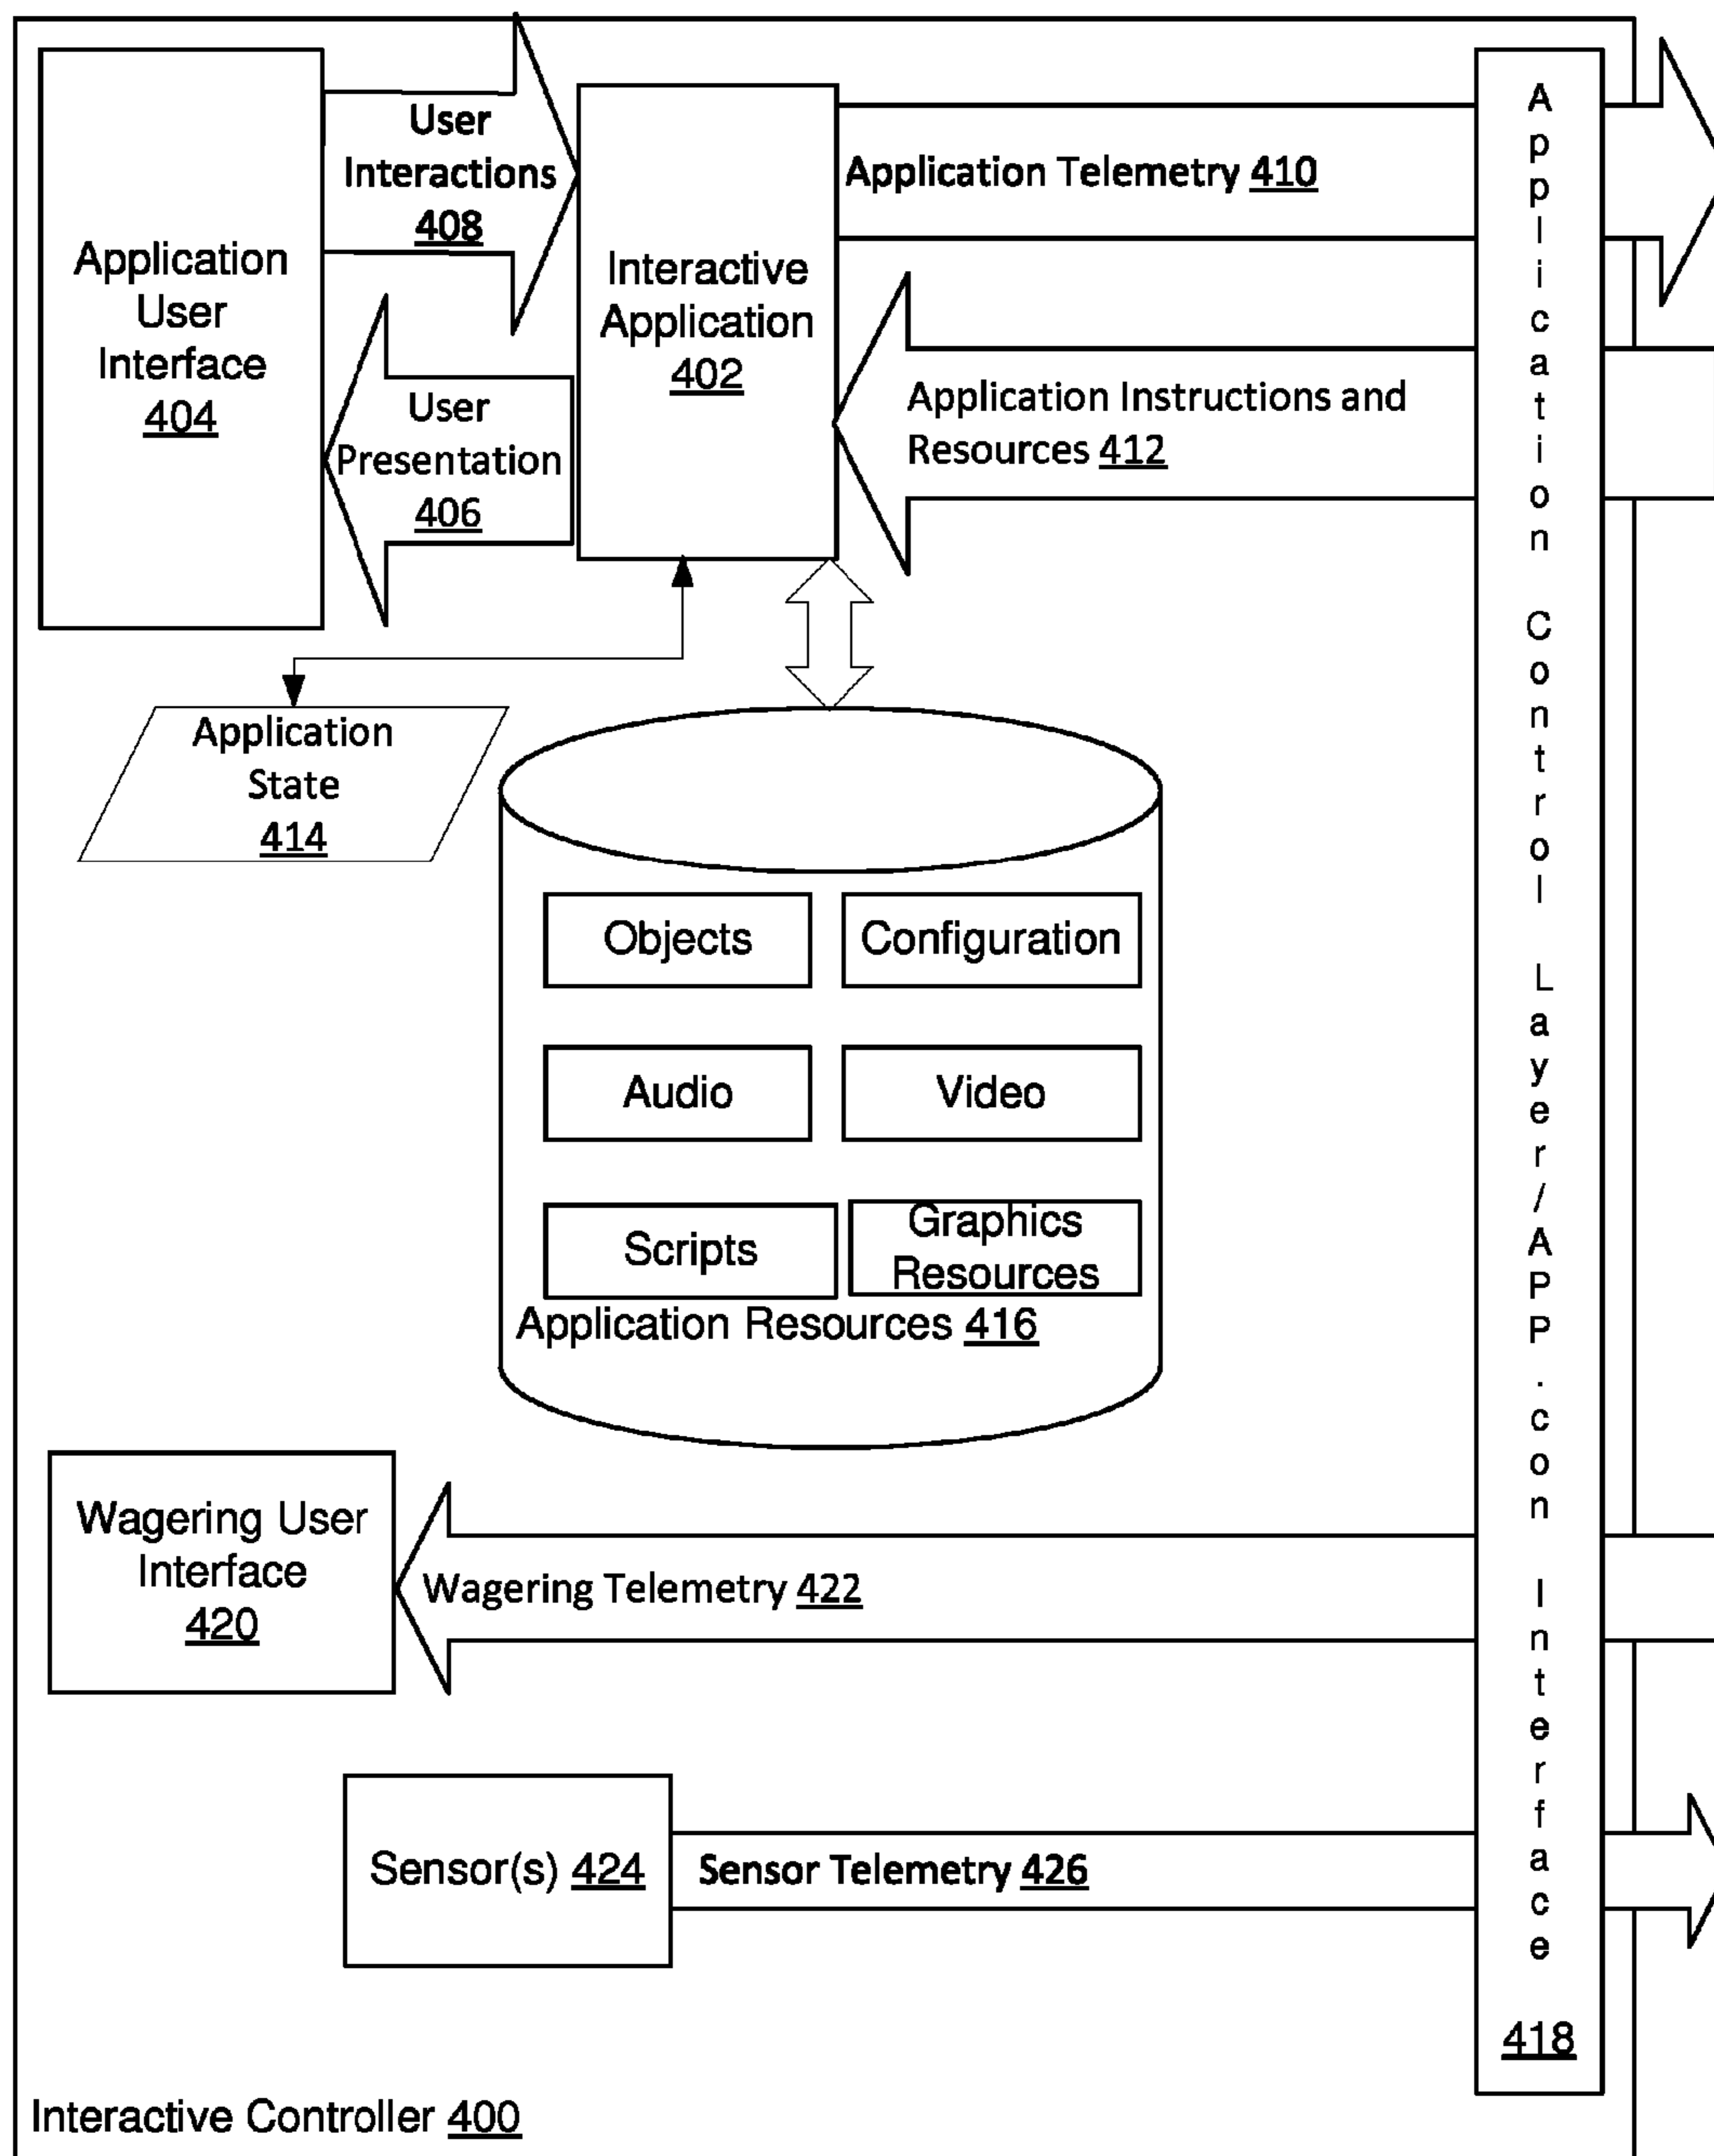 Application
User
Interface
404
User
Interactions
408
User
Presentation
406
Interactive
Application
402
Application Telemetry 410
Application Instructions and
Resources 412
Application
State
414
Objects
Configuration
Audio
Video
Scripts
Graphics
Resources
Application Resources 416
Wagering User
Interface
420
Wagering Telemetry 422
Sensor(s) 424
Sensor Telemetry 426
Application Control Layer/APP.con Interface
418
Interactive Controller 400